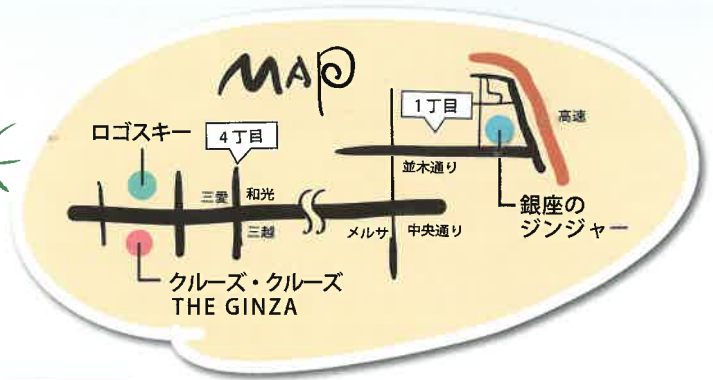 MAP
ロゴスキー
4丁目
三愛
和光
三越
クルーズ・クルーズ
THE GINZA
メルサ
中央通り
1丁目
並木通り
高速
銀座の
ジンジャー